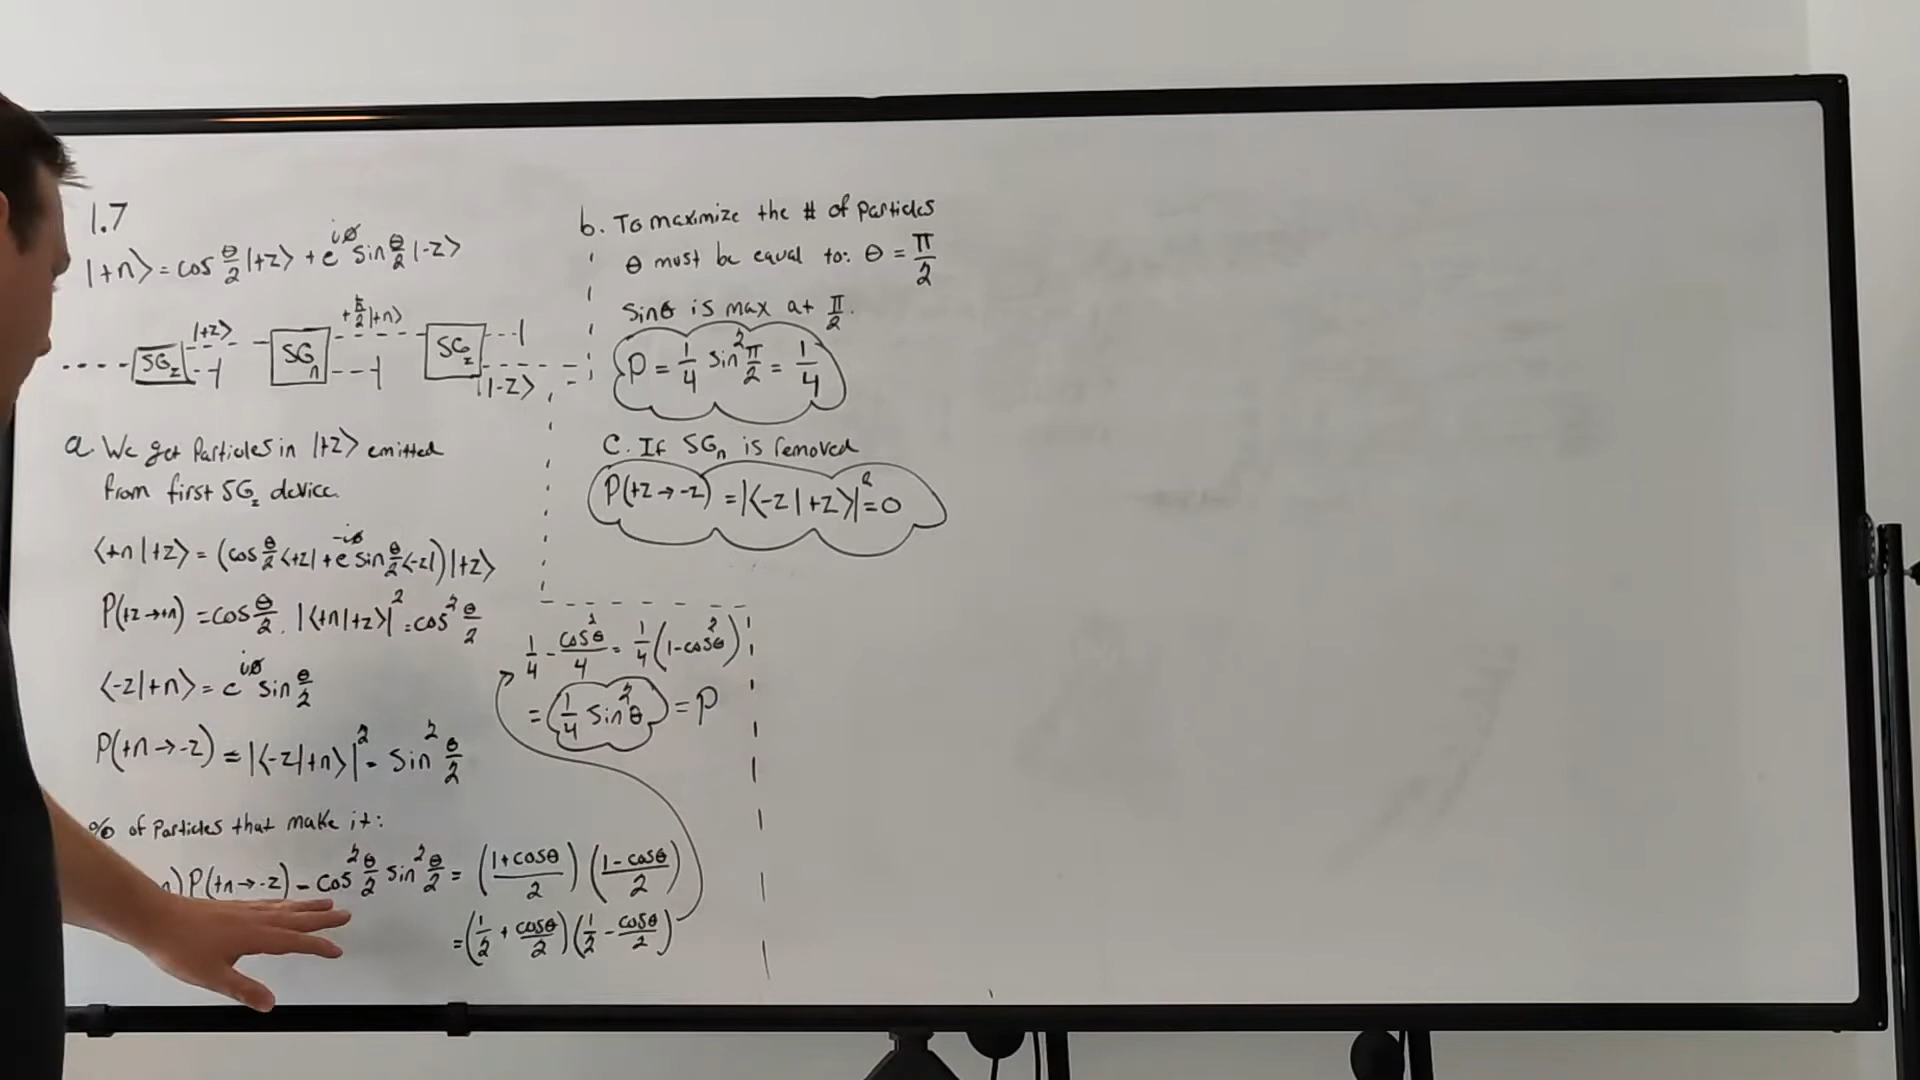 1.7
|+n⟩ = cos θ/2 |+z⟩ + e^{iø} sin θ/2 |-z⟩
|+z⟩ +ħ/2 |+n⟩
SG_z SG_n SG_z
|-z⟩
a. We get Particles in |+z⟩ emitted
from first SG_z device.
⟨+n|+z⟩ = (cos θ/2 ⟨+z| + e^{-iø} sin θ/2 ⟨-z|) |+z⟩
P(+z→+n) = cos θ/2 . |⟨+n|+z⟩|² = cos² θ/2
⟨-z|+n⟩ = e^{iø} sin θ/2
P(+n→-z) = |⟨-z|+n⟩|² = sin² θ/2
% of Particles that make it:
n) P(+n→-z) = cos² θ/2 sin² θ/2 = ((1+cosθ)/2) ((1-cosθ)/2)
= (1/2 + cosθ/2) (1/2 - cosθ/2)
1/4 - cos²θ/4 = 1/4 (1-cos²θ)
= 1/4 sin²θ = P
b. To maximize the # of particles
θ must be equal to: θ = π/2
Sinθ is max at π/2.
P = 1/4 sin² π/2 = 1/4
C. If SG_n is removed
P(+z→-z) = |⟨-z|+z⟩|² = 0